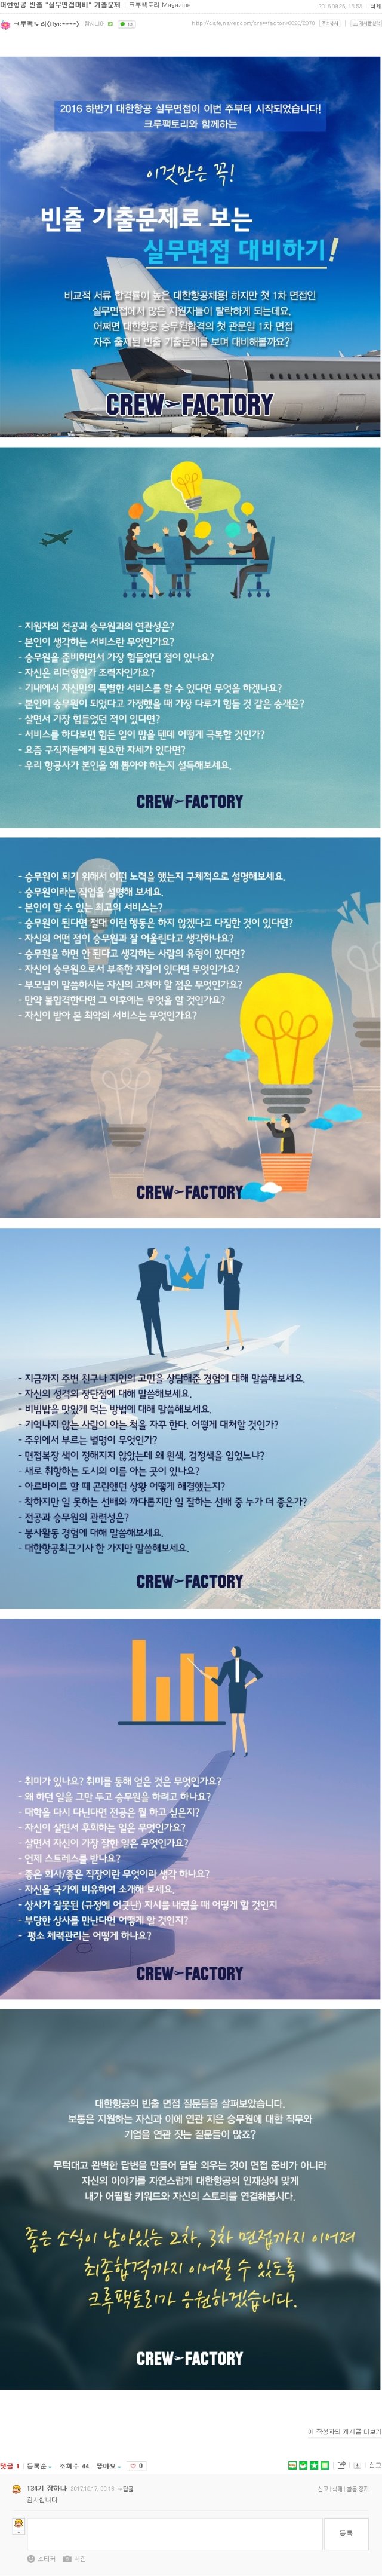 대한항공 빈출 "실무면접대비" 기출문제 | 크루팩토리 Magazine
크루팩토리(flyc****)
주소복사
2016 하반기 대한항공 실무면접이 이번 주부터 시작되었습니다!
크루팩토리와 함께하는
이것만은 꼭!
빈출 기출문제로 보는
실무면접 대비하기!
비교적 서류 합격률이 높은 대한항공채용! 하지만 첫 1차 면접인
실무면접에서 많은 지원자들이 탈락하게 되는데요.
어쩌면 대한항공 승무원합격의 첫 관문일 1차 면접
자주 출제된 빈출 기출문제를 보며 대비해볼까요?
CREW FACTORY
- 지원자의 전공과 승무원과의 연관성은?
- 본인이 생각하는 서비스란 무엇인가요?
- 승무원을 준비하면서 가장 힘들었던 점이 있나요?
- 자신은 리더형인가 조력자인가요?
- 기내에서 자신만의 특별한 서비스를 할 수 있다면 무엇을 하겠나요?
- 본인이 승무원이 되었다고 가정했을 때 가장 다루기 힘들 것 같은 승객은?
- 살면서 가장 힘들었던 적이 있다면?
- 서비스를 하다보면 힘든 일이 많을 텐데 어떻게 극복할 것인가?
- 요즘 구직자들에게 필요한 자세가 있다면?
- 우리 항공사가 본인을 왜 뽑아야 하는지 설득해보세요.
CREW FACTORY
- 승무원이 되기 위해서 어떤 노력을 했는지 구체적으로 설명해보세요.
- 승무원이라는 직업을 설명해 보세요.
- 본인이 할 수 있는 최고의 서비스는?
- 승무원이 된다면 절대 이런 행동은 하지 않겠다고 다짐한 것이 있다면?
- 자신의 어떤 점이 승무원과 잘 어울린다고 생각하나요?
- 승무원을 하면 안 된다고 생각하는 사람의 유형이 있다면?
- 자신이 승무원으로서 부족한 자질이 있다면 무엇인가요?
- 부모님이 말씀하시는 자신의 고쳐야 할 점은 무엇인가요?
- 만약 불합격한다면 그 이후에는 무엇을 할 것인가요?
- 자신이 받아 본 최악의 서비스는 무엇인가요?
CREW FACTORY
- 지금까지 주변 친구나 지인의 고민을 상담해준 경험에 대해 말씀해보세요.
- 자신의 성격의 장단점에 대해 말씀해보세요.
- 비빔밥을 맛있게 먹는 방법에 대해 말씀해보세요.
- 기억나지 않는 사람이 아는 척을 자꾸 한다. 어떻게 대처할 것인가?
- 주위에서 부르는 별명이 무엇인가?
- 면접복장 색이 정해지지 않았는데 왜 흰색, 검정색을 입었느냐?
- 새로 취항하는 도시의 이름 아는 곳이 있나요?
- 아르바이트 할 때 곤란했던 상황 어떻게 해결했는지?
- 착하지만 일 못하는 선배와 까다롭지만 일 잘하는 선배 중 누가 더 좋은가?
- 전공과 승무원의 관련성은?
- 봉사활동 경험에 대해 말씀해보세요.
- 대한항공최근기사 한 가지만 말씀해보세요.
CREW FACTORY
- 취미가 있나요? 취미를 통해 얻은 것은 무엇인가요?
- 왜 하던 일을 그만 두고 승무원을 하려고 하나요?
- 대학을 다시 다닌다면 전공은 뭘 하고 싶은지?
- 자신이 살면서 후회하는 일은 무엇인가요?
- 살면서 자신이 가장 잘한 일은 무엇인가요?
- 언제 스트레스를 받나요?
- 좋은 회사/좋은 직장이란 무엇이라 생각 하나요?
- 자신을 국가에 비유하여 소개해 보세요.
- 상사가 잘못된 (규정에 어긋난) 지시를 내렸을 때 어떻게 할 것인지
- 부당한 상사를 만난다면 어떻게 할 것인지?
- 평소 체력관리는 어떻게 하나요?
CREW FACTORY
대한항공의 빈출 면접 질문들을 살펴보았습니다.
보통은 지원하는 자신과 이에 연관 지은 승무원에 대한 직무와
기업을 연관 짓는 질문들이 많죠?
무턱대고 완벽한 답변을 만들어 달달 외우는 것이 면접 준비가 아니라
자신의 이야기를 자연스럽게 대한항공의 인재상에 맞게
내가 어필할 키워드와 자신의 스토리를 연결해봅시다.
좋은 소식이 남아있는 2차, 3차 면접까지 이어져
최종합격까지 이어질 수 있도록
크루팩토리가 응원하겠습니다.
CREW FACTORY
이 작성자의 게시글 더보기
댓글 1 | 등록순 | 조회수 44 | 좋아요 0
신고
134기 장하나 2017.10.17. 00:13 답글
신고 | 삭제 | 활동정지
감사합니다
등록
스티커 사진